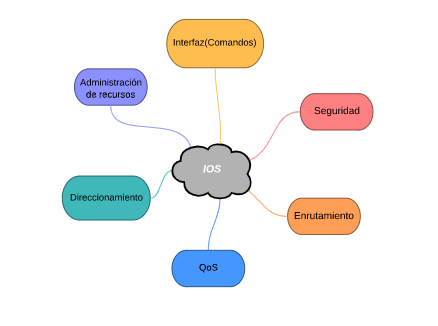 Interfaz(Comandos)
Administración
de recursos
Seguridad
IOS
Direccionamiento
Enrutamiento
QoS